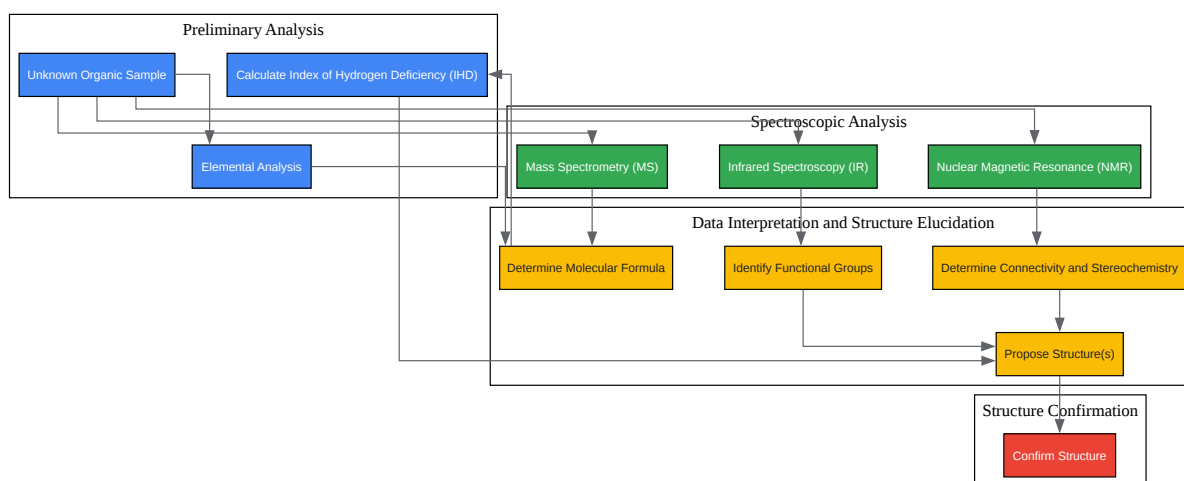 Preliminary Analysis
Unknown Organic Sample
Calculate Index of Hydrogen Deficiency (IHD)
Elemental Analysis
Spectroscopic Analysis
Mass Spectrometry (MS)
Infrared Spectroscopy (IR)
Nuclear Magnetic Resonance (NMR)
Data Interpretation and Structure Elucidation
Determine Molecular Formula
Identify Functional Groups
Determine Connectivity and Stereochemistry
Propose Structure(s)
Structure Confirmation
Confirm Structure